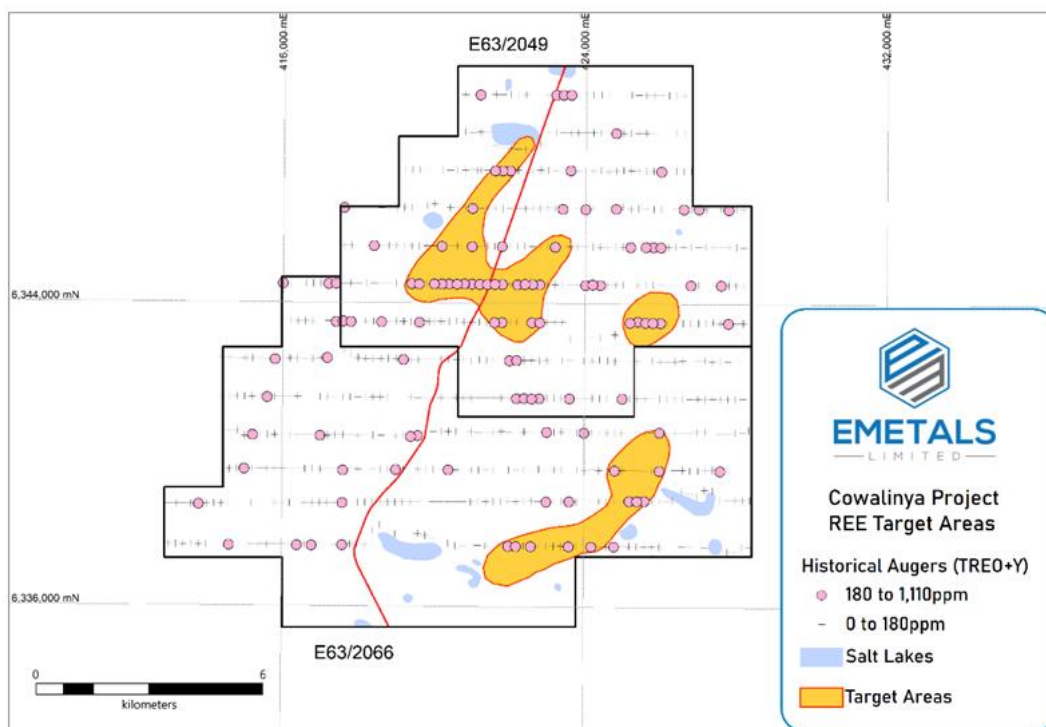 E63/2049
416,000 mE
424,000 mE
432,000 mE
6,344,000 mN
6,336,000 mN
E63/2066
0 6
kilometers
EMETALS
LIMITED
Cowalinya Project
REE Target Areas
Historical Augers (TREO+Y)
180 to 1,110ppm
0 to 180ppm
Salt Lakes
Target Areas